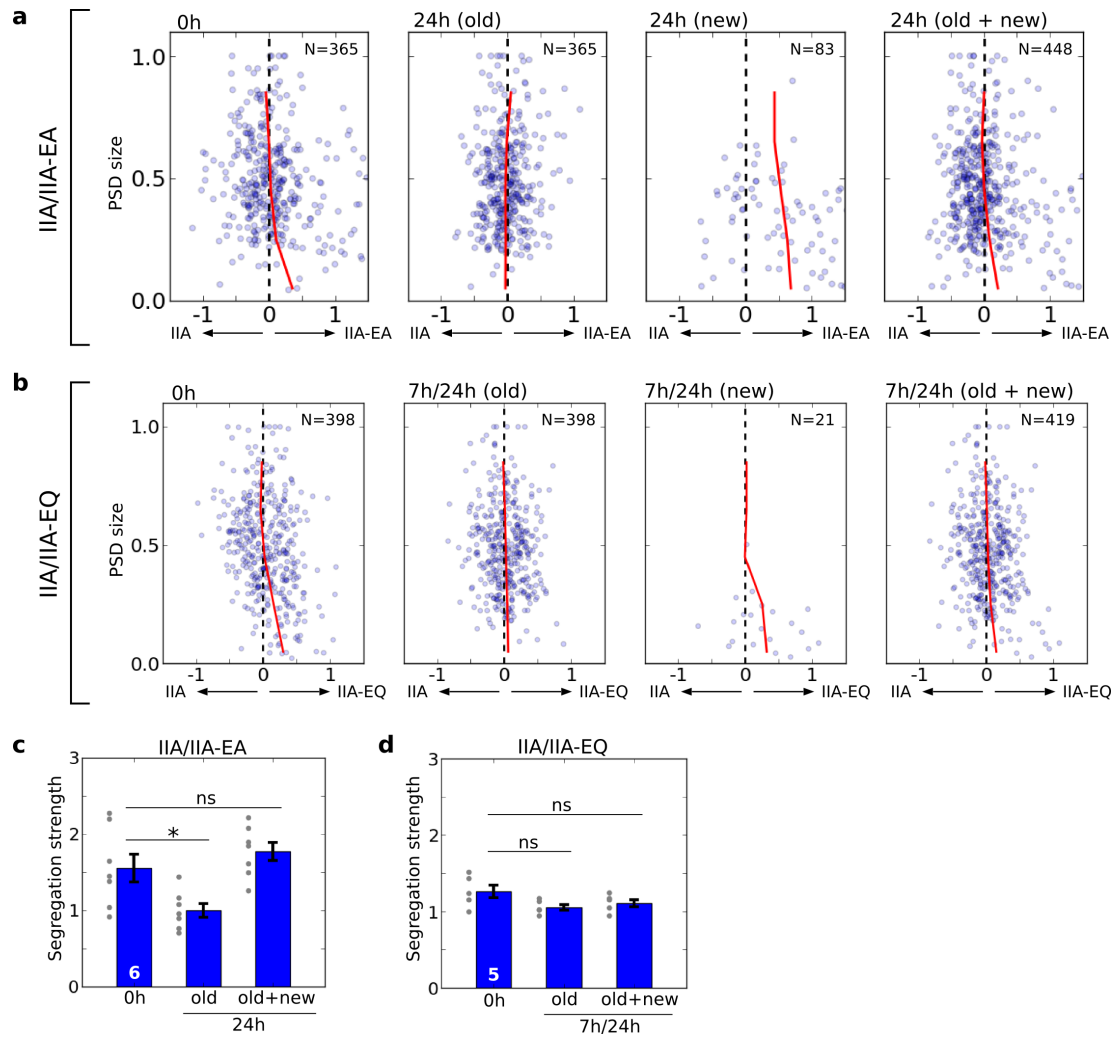 a
0h
24h (old)
24h (new)
24h (old + new)
IIA/IIA-EA
PSD size
1.0
0.5
0.0
N=365
N=365
N=83
N=448
-1 0 1
-1 0 1
-1 0 1
-1 0 1
IIA IIA-EA
IIA IIA-EA
IIA IIA-EA
IIA IIA-EA
b
0h
7h/24h (old)
7h/24h (new)
7h/24h (old + new)
IIA/IIA-EQ
PSD size
1.0
0.5
0.0
N=398
N=398
N=21
N=419
-1 0 1
-1 0 1
-1 0 1
-1 0 1
IIA IIA-EQ
IIA IIA-EQ
IIA IIA-EQ
IIA IIA-EQ
c
IIA/IIA-EA
Segregation strength
3
2
1
0
ns
*
6
0h old old+new
24h
d
IIA/IIA-EQ
Segregation strength
3
2
1
0
ns
ns
5
0h old old+new
7h/24h